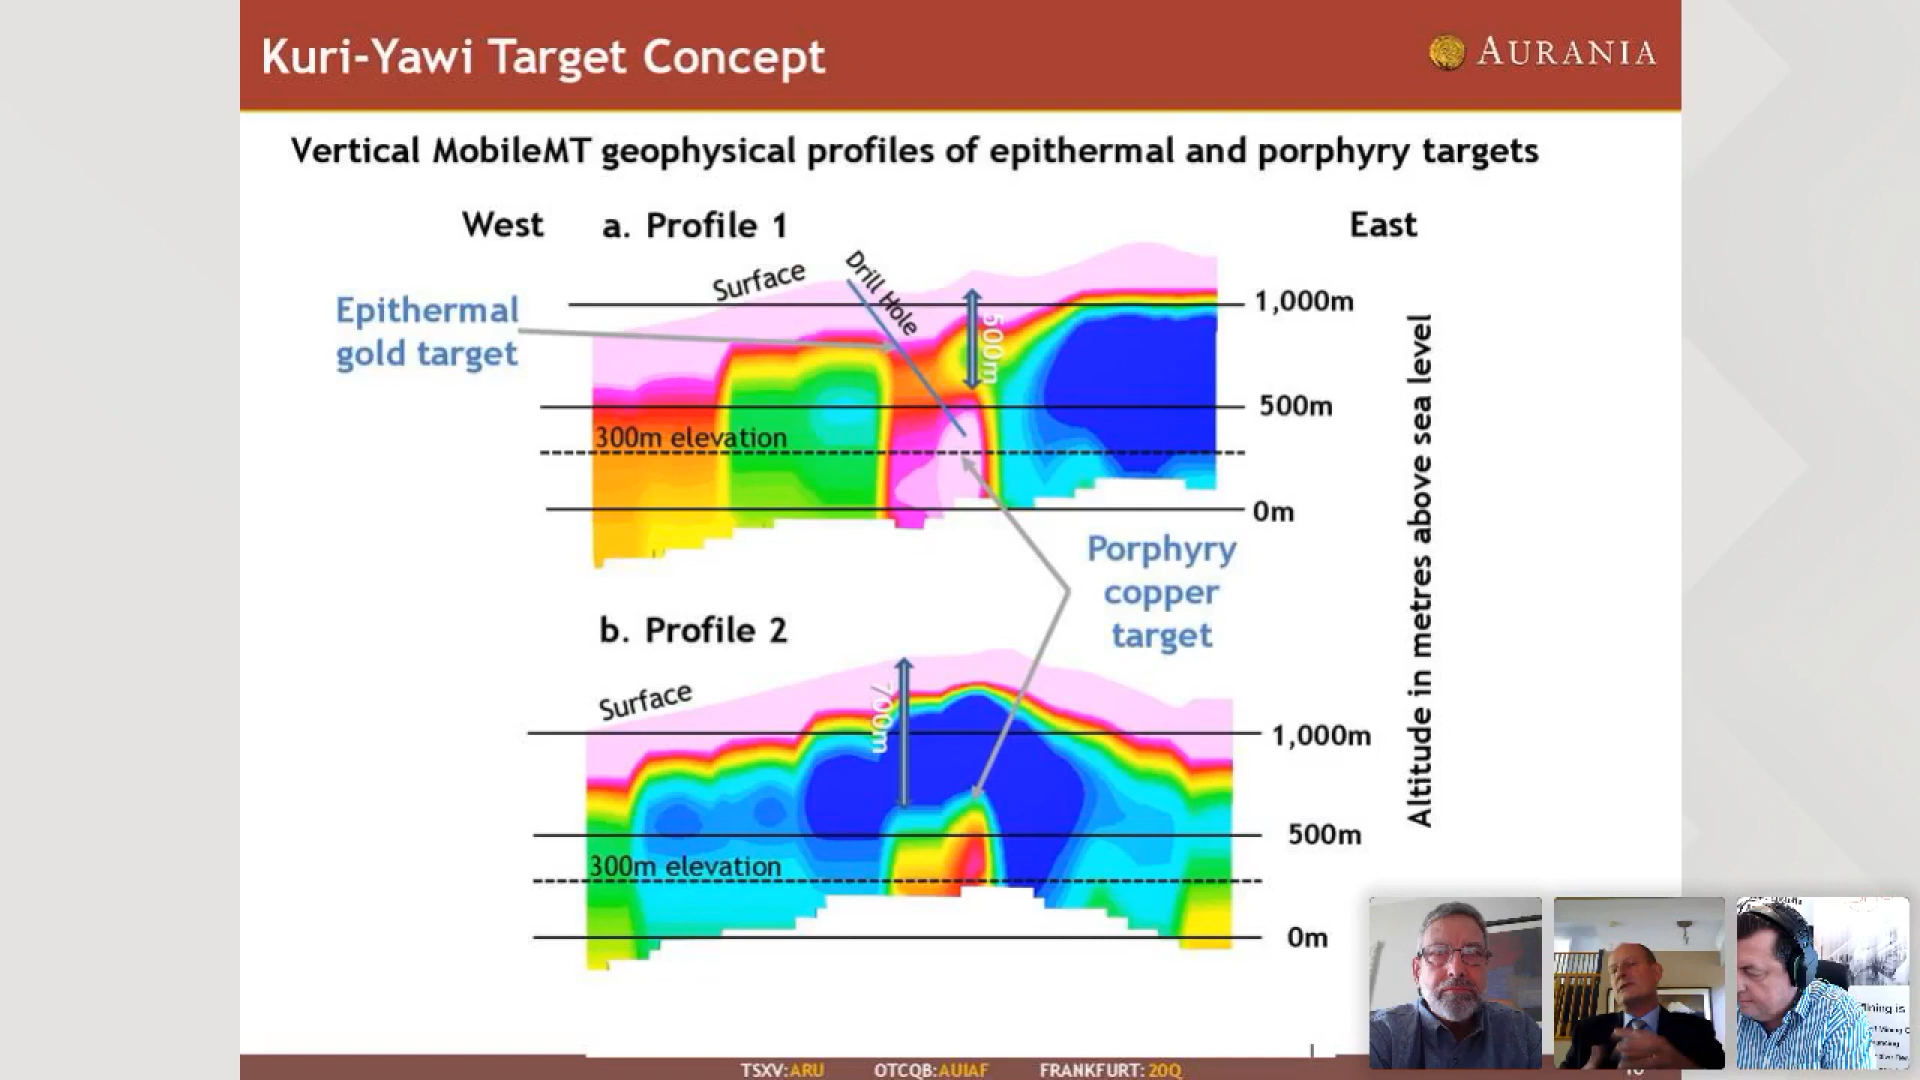 Kuri-Yawi Target Concept
AURANIA
Vertical MobileMT geophysical profiles of epithermal and porphyry targets
West
a. Profile 1
East
Surface
Drill Hole
Epithermal
gold target
500m
1,000m
500m
300m elevation
0m
Altitude in metres above sea level
Porphyry
copper
target
b. Profile 2
Surface
700m
1,000m
500m
300m elevation
0m
TSXV:ARU OTCQB:AUIAF FRANKFURT: 20Q